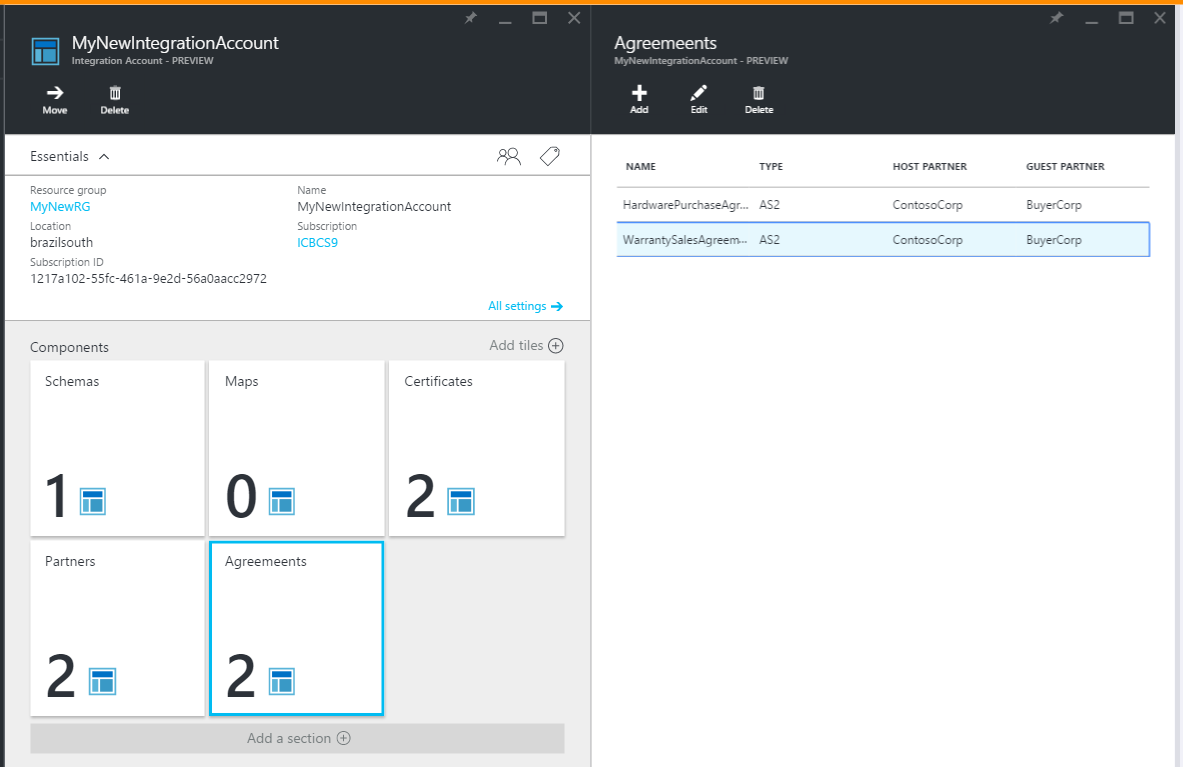 MyNewIntegrationAccount
Integration Account - PREVIEW
Move Delete
Essentials
Resource group Name
MyNewRG MyNewIntegrationAccount
Location Subscription
brazilsouth ICBCS9
Subscription ID
1217a102-55fc-461a-9e2d-56a0aacc2972
All settings
Components Add tiles
Schemas Maps Certificates
1 0 2
Partners Agreemeents
2 2
Add a section
Agreemeents
MyNewIntegrationAccount - PREVIEW
Add Edit Delete
NAME TYPE HOST PARTNER GUEST PARTNER
HardwarePurchaseAgr... AS2 ContosoCorp BuyerCorp
WarrantySalesAgreem... AS2 ContosoCorp BuyerCorp